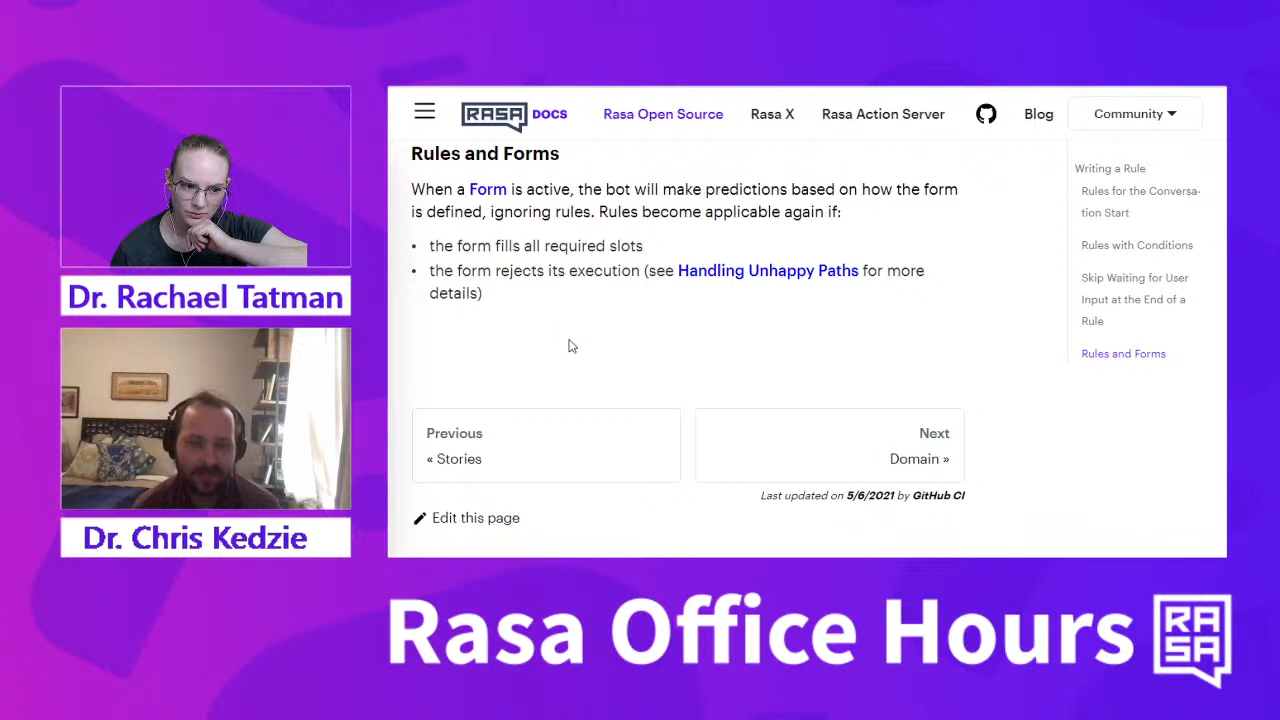 Dr. Rachael Tatman
Dr. Chris Kedzie
RASA DOCS
Rasa Open Source
Rasa X
Rasa Action Server
Blog
Community
Rules and Forms
When a Form is active, the bot will make predictions based on how the form
is defined, ignoring rules. Rules become applicable again if:
• the form fills all required slots
• the form rejects its execution (see Handling Unhappy Paths for more
details)
Previous
« Stories
Next
Domain »
Last updated on 5/6/2021 by GitHub CI
Edit this page
Writing a Rule
Rules for the Conversa-
tion Start
Rules with Conditions
Skip Waiting for User
Input at the End of a
Rule
Rules and Forms
Rasa Office Hours
RA
SA